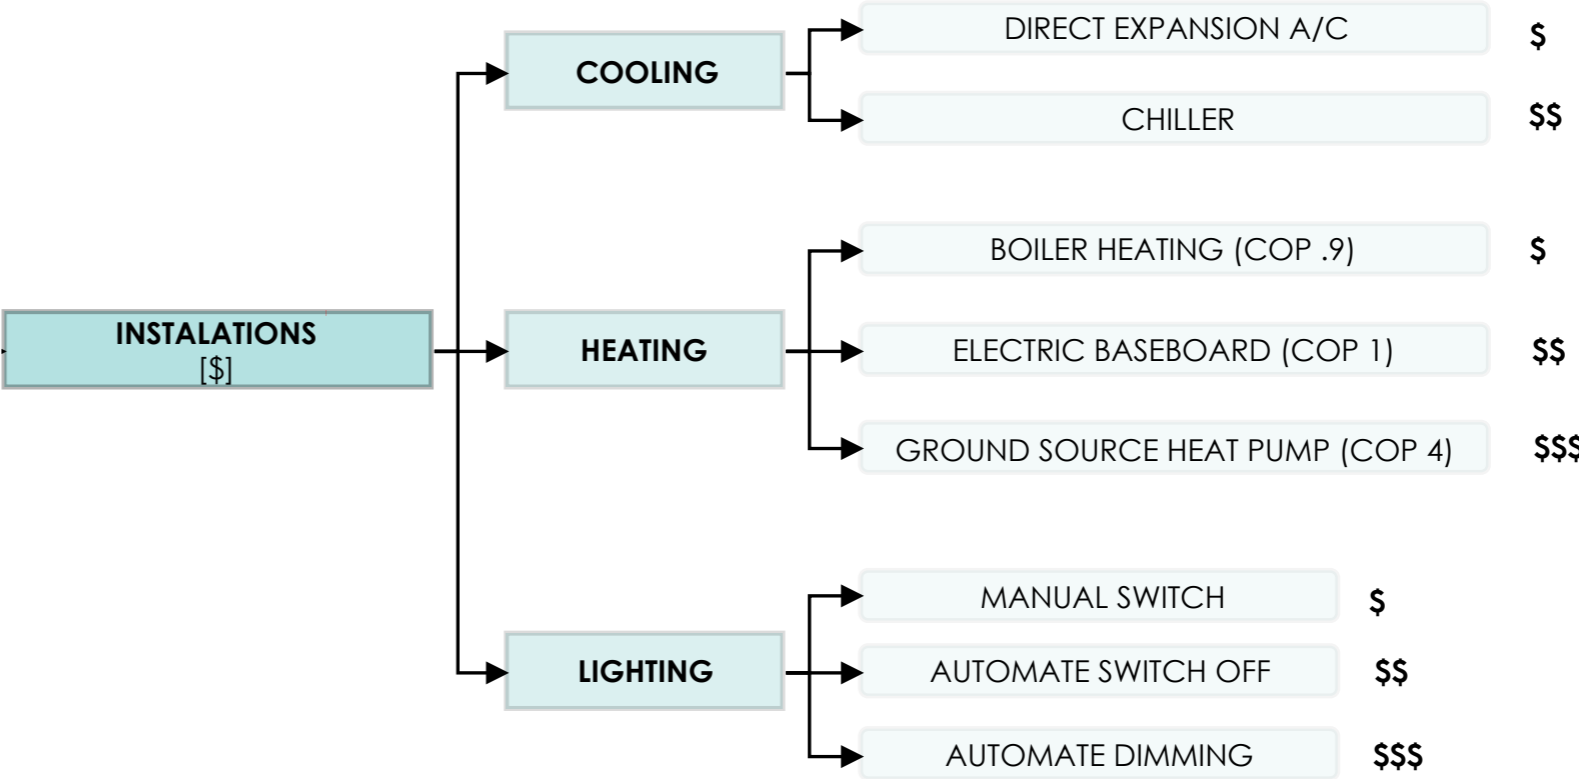 INSTALATIONS
[$]
COOLING
DIRECT EXPANSION A/C
$
CHILLER
$$
HEATING
BOILER HEATING (COP .9)
$
ELECTRIC BASEBOARD (COP 1)
$$
GROUND SOURCE HEAT PUMP (COP 4)
$$$
LIGHTING
MANUAL SWITCH
$
AUTOMATE SWITCH OFF
$$
AUTOMATE DIMMING
$$$